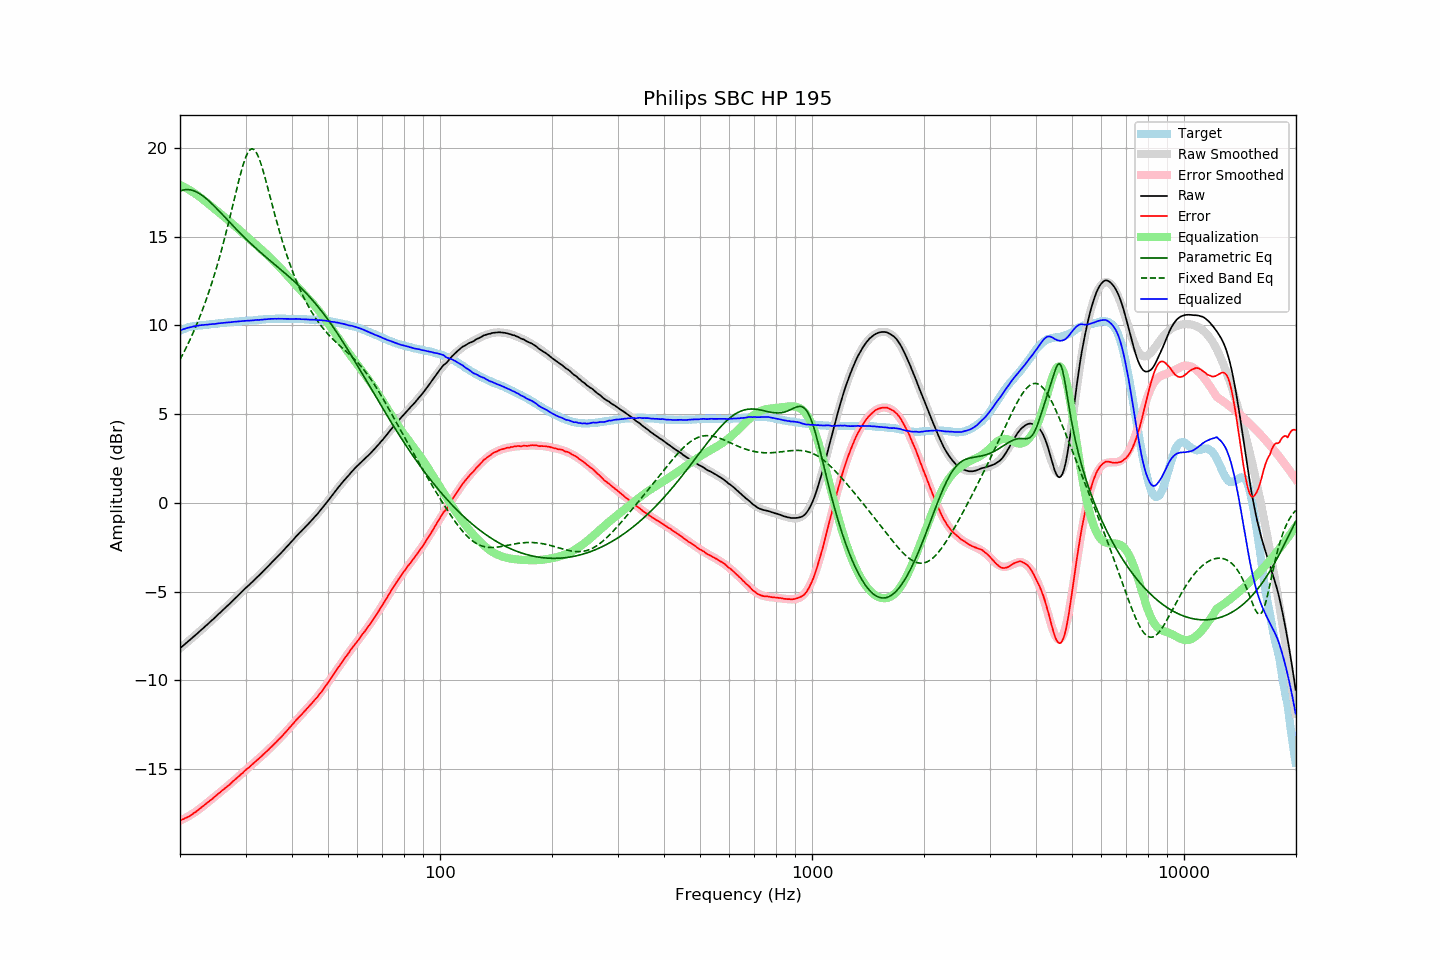 Philips SBC HP 195
Target
Raw Smoothed
Error Smoothed
Raw
Error
Equalization
Parametric Eq
Fixed Band Eq
Equalized
Amplitude (dBr)
20
15
10
5
0
−5
−10
−15
100
1000
10000
Frequency (Hz)